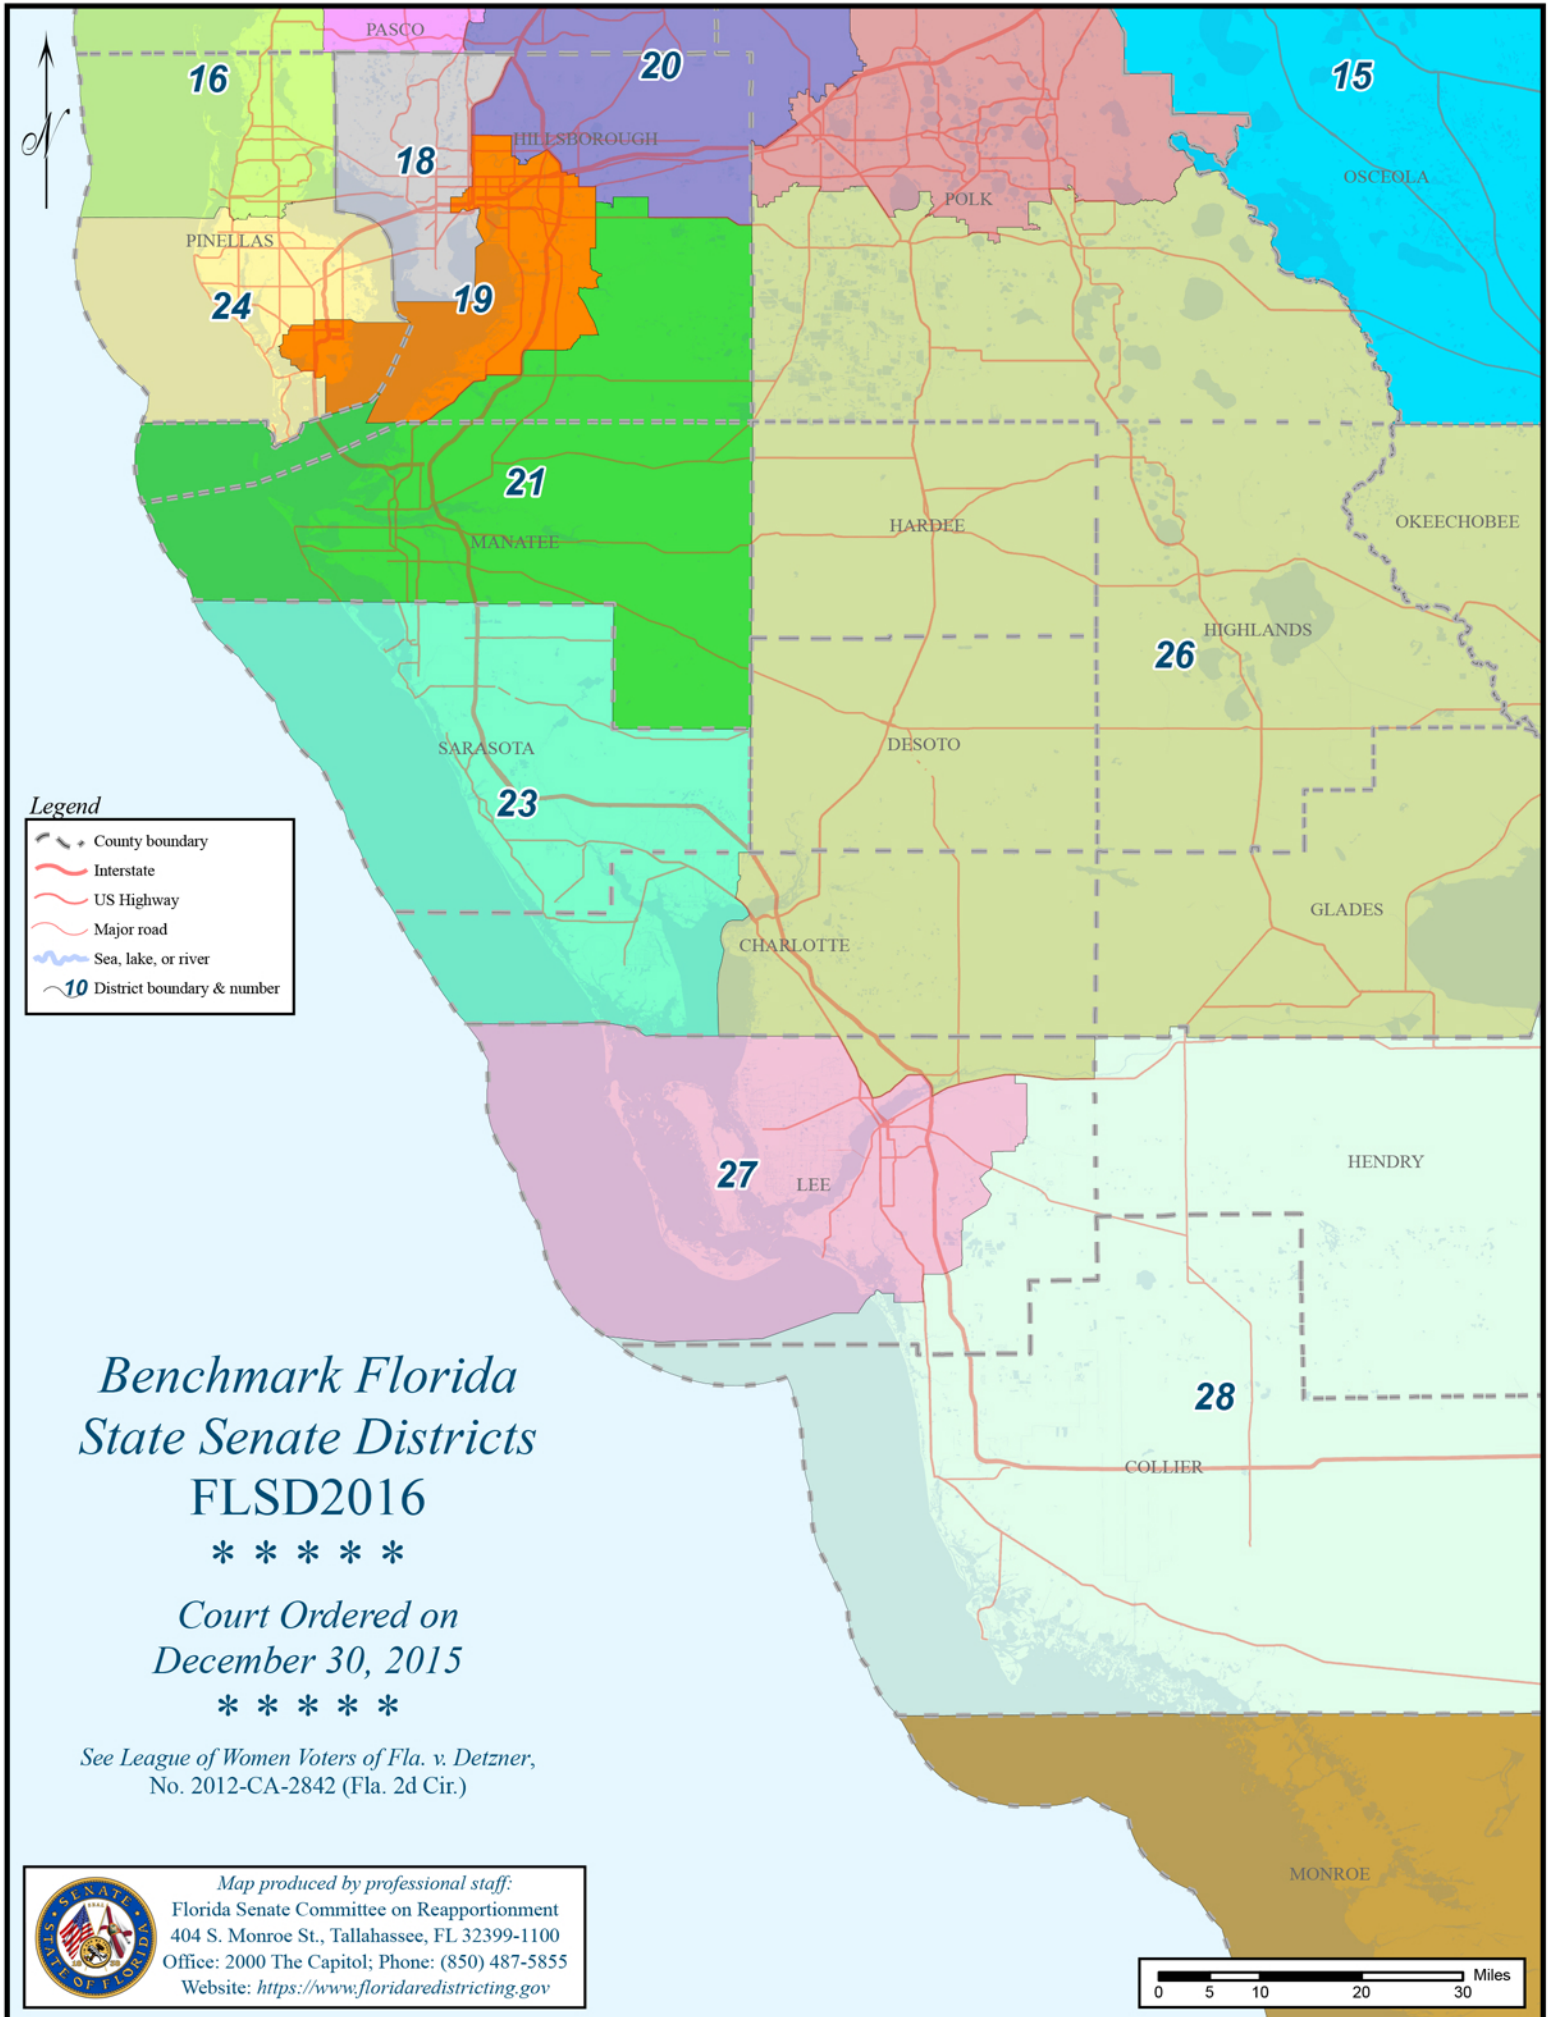 PASCO
16
20
15
HILLSBOROUGH
18
OSCEOLA
POLK
PINELLAS
24
19
21
HARDEE
OKEECHOBEE
MANATEE
HIGHLANDS
26
SARASOTA
DESOTO
23
Legend
County boundary
Interstate
US Highway
Major road
Sea, lake, or river
10 District boundary & number
GLADES
CHARLOTTE
27
LEE
HENDRY
28
COLLIER
MONROE
N
Benchmark Florida
State Senate Districts
FLSD2016
* * * * *
Court Ordered on
December 30, 2015
* * * * *
See League of Women Voters of Fla. v. Detzner,
No. 2012-CA-2842 (Fla. 2d Cir.)
SENATE
STATE OF FLORIDA
Map produced by professional staff:
Florida Senate Committee on Reapportionment
404 S. Monroe St., Tallahassee, FL 32399-1100
Office: 2000 The Capitol; Phone: (850) 487-5855
Website: https://www.floridaredistricting.gov
Miles
0 5 10 20 30